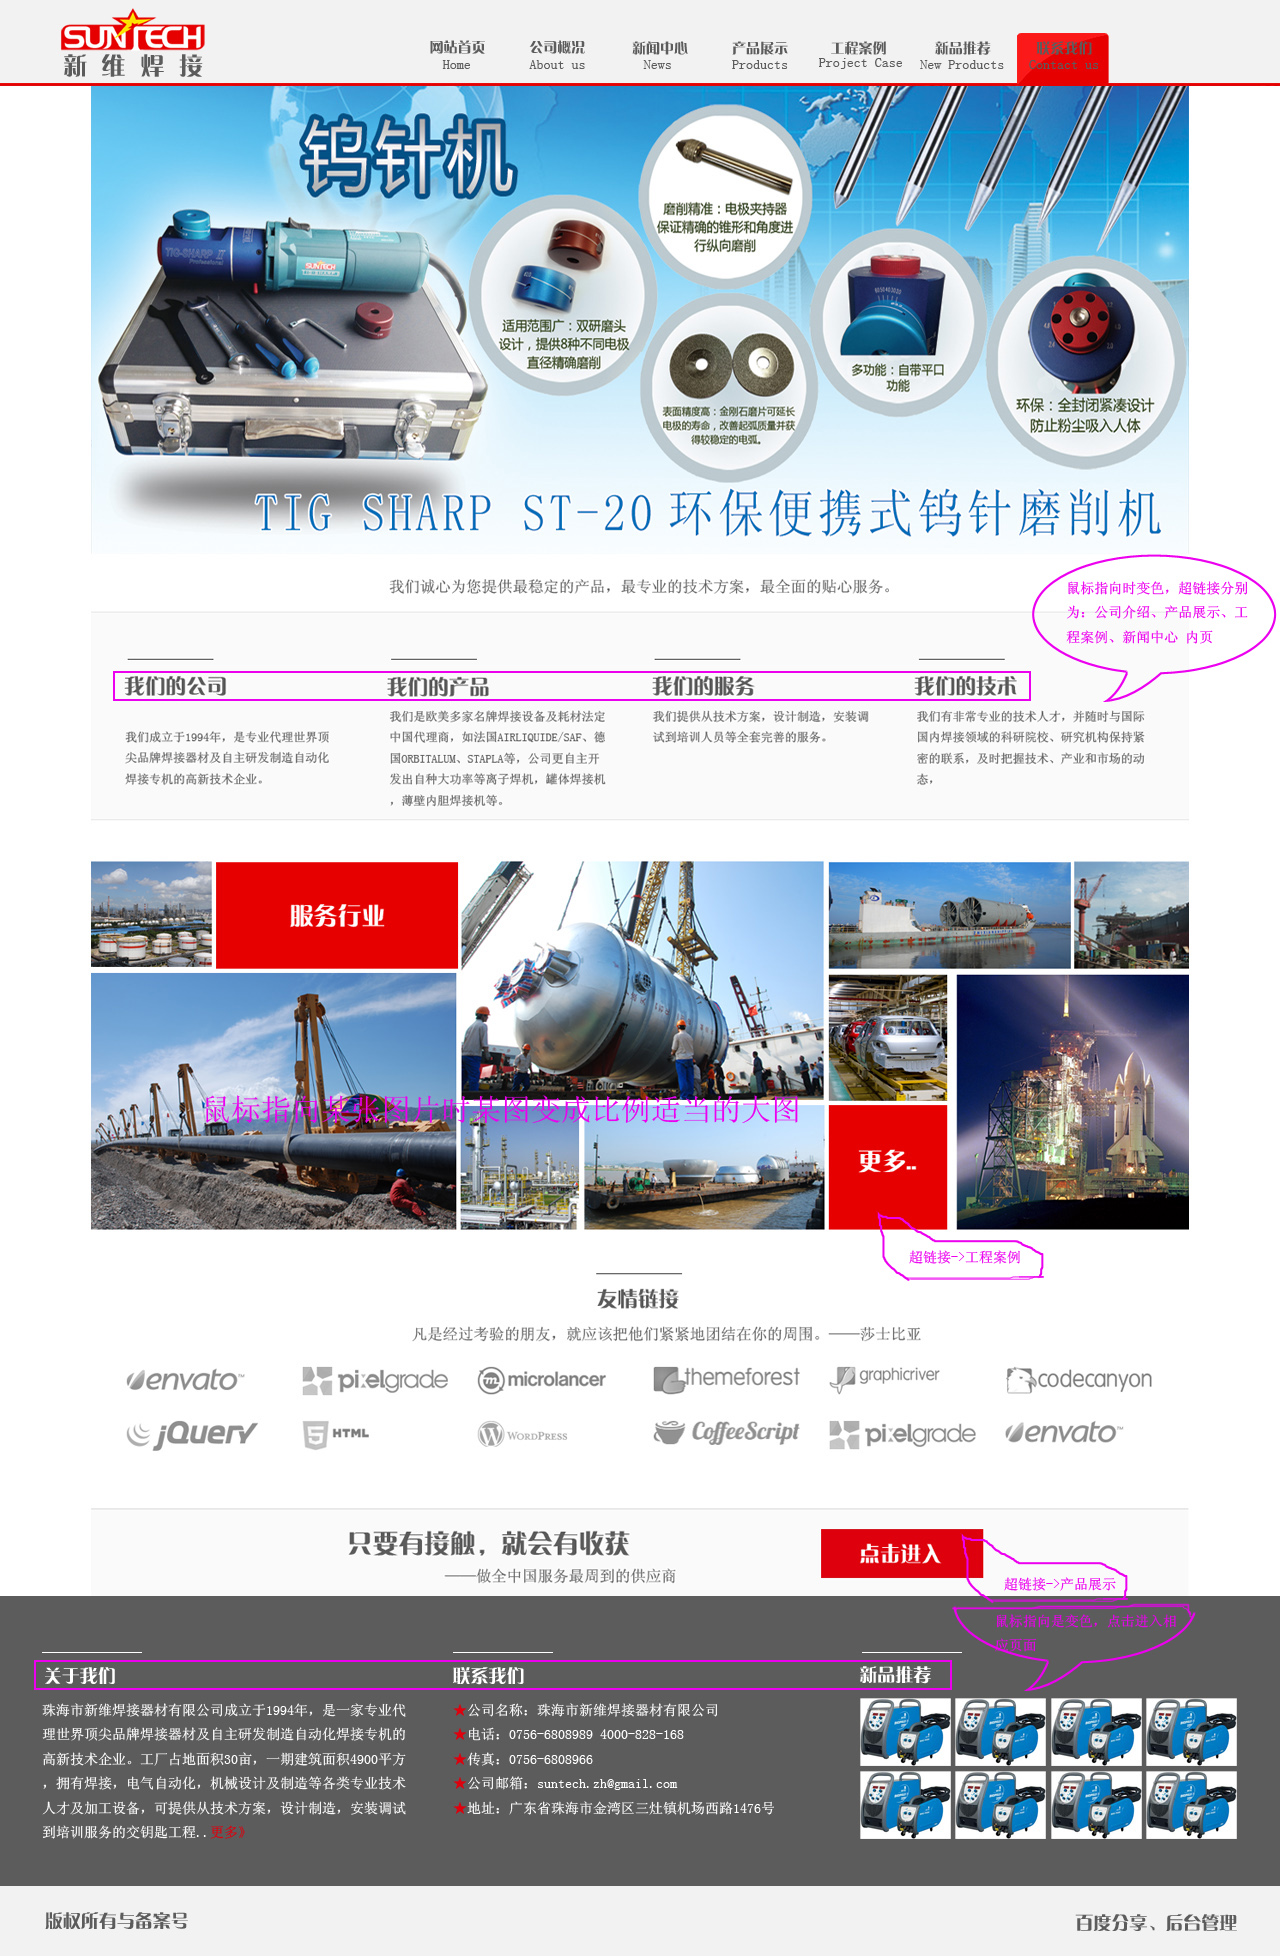 SUNTECH
新维焊接
网站首页 公司概况 新闻中心 产品展示 工程案例 新品推荐 联系我们
Home About us News Products Project Case New Products Contact us
钨针机
磨削精准：电极夹持器
保证精确的锥形和角度进
行纵向磨削
TIG-SHARP II
Professional
SUNTECH
适用范围广：双研磨头
设计，提供8种不同电极
直径精确磨削
多功能：自带平口
功能
表面精度高：金刚石磨片可延长
电极的寿命，改善起弧质量并获
得较稳定的电弧。
环保：全封闭紧凑设计
防止粉尘吸入人体
TIG SHARP ST-20 环保便携式钨针磨削机
我们诚心为您提供最稳定的产品，最专业的技术方案，最全面的贴心服务。
鼠标指向时变色，超链接分别
为：公司介绍、产品展示、工
程案例、新闻中心 内页
我们的公司
我们成立于1994年，是专业代理世界顶
尖品牌焊接器材及自主研发制造自动化
焊接专机的高新技术企业。
我们的产品
我们是欧美多家名牌焊接设备及耗材法定
中国代理商，如法国AIRLIQUIDE/SAF、德
国ORBITALUM、STAPLA等，公司更自主开
发出自种大功率等离子焊机，罐体焊接机
，薄壁内胆焊接机等。
我们的服务
我们提供从技术方案，设计制造，安装调
试到培训人员等全套完善的服务。
我们的技术
我们有非常专业的技术人才，并随时与国际
国内焊接领域的科研院校、研究机构保持紧
密的联系，及时把握技术、产业和市场的动
态，
服务行业
鼠标指向某张图片时某图变成比例适当的大图
更多..
超链接->工程案例
友情链接
凡是经过考验的朋友，就应该把他们紧紧地团结在你的周围。——莎士比亚
envato™ pixelgrade microlancer themeforest graphicriver codecanyon
jQuery HTML WORDPRESS CoffeeScript pixelgrade envato™
只要有接触，就会有收获
——做全中国服务最周到的供应商
点击进入
超链接->产品展示
鼠标指向是变色，点击进入相
应页面
关于我们
珠海市新维焊接器材有限公司成立于1994年，是一家专业代
理世界顶尖品牌焊接器材及自主研发制造自动化焊接专机的
高新技术企业。工厂占地面积30亩，一期建筑面积4900平方
，拥有焊接，电气自动化，机械设计及制造等各类专业技术
人才及加工设备，可提供从技术方案，设计制造，安装调试
到培训服务的交钥匙工程..更多》
联系我们
★公司名称：珠海市新维焊接器材有限公司
★电话：0756-6808989 4000-828-168
★传真：0756-6808966
★公司邮箱：suntech.zh@gmail.com
★地址：广东省珠海市金湾区三灶镇机场西路1476号
新品推荐
版权所有与备案号
百度分享、后台管理